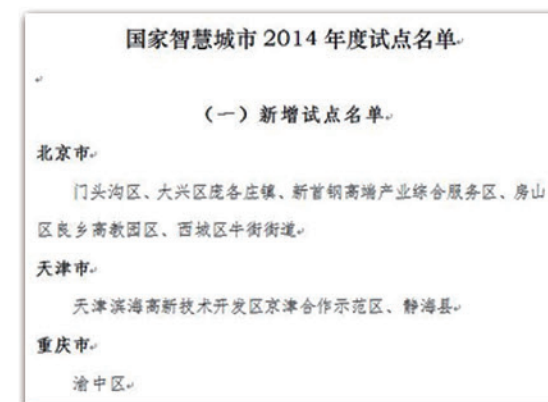 国家智慧城市 2014 年度试点名单
（一）新增试点名单
北京市
门头沟区、大兴区庞各庄镇、新首钢高端产业综合服务区、房山
区良乡高教园区、西城区牛街街道
天津市
天津滨海高新技术开发区京津合作示范区、静海县
重庆市
渝中区